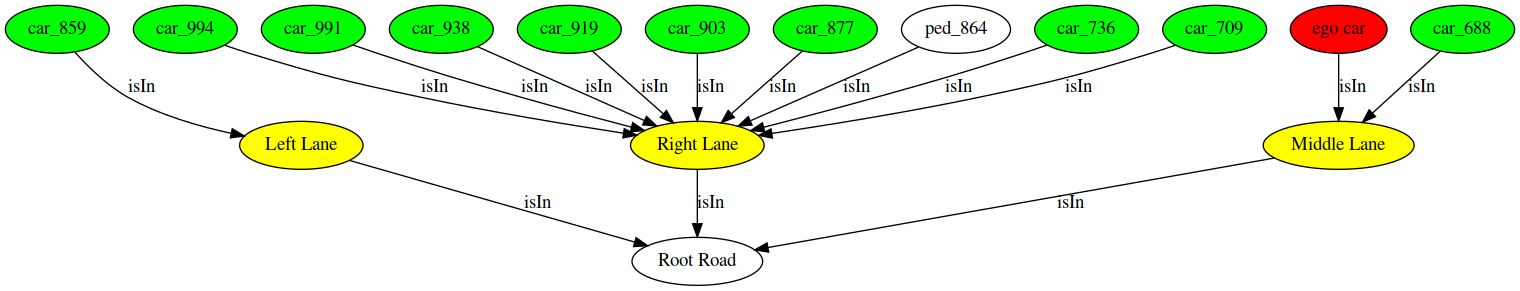 car_859 car_994 car_991 car_938 car_919 car_903 car_877 ped_864 car_736 car_709 ego car car_688
isIn isIn isIn isIn isIn isIn isIn isIn isIn isIn isIn isIn
Left Lane Right Lane Middle Lane
isIn isIn isIn
Root Road